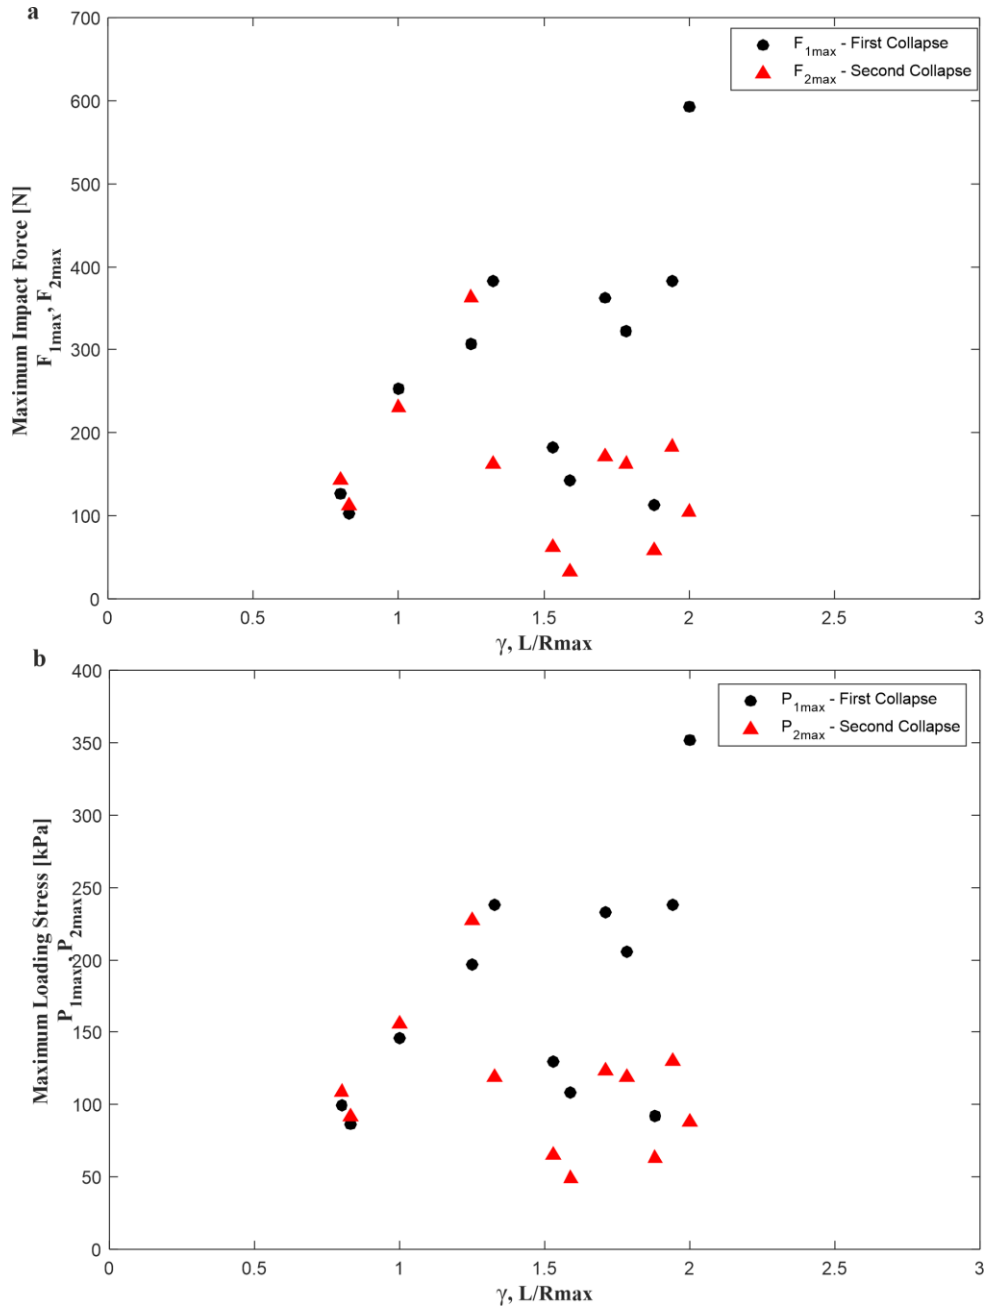 a
700
600
500
400
300
200
100
0
Maximum Impact Force [N]
F1max, F2max
F1max - First Collapse
F2max - Second Collapse
0 0.5 1 1.5 2 2.5 3
γ, L/Rmax
b
400
350
300
250
200
150
100
50
0
Maximum Loading Stress [kPa]
P1max, P2max
P1max - First Collapse
P2max - Second Collapse
0 0.5 1 1.5 2 2.5 3
γ, L/Rmax